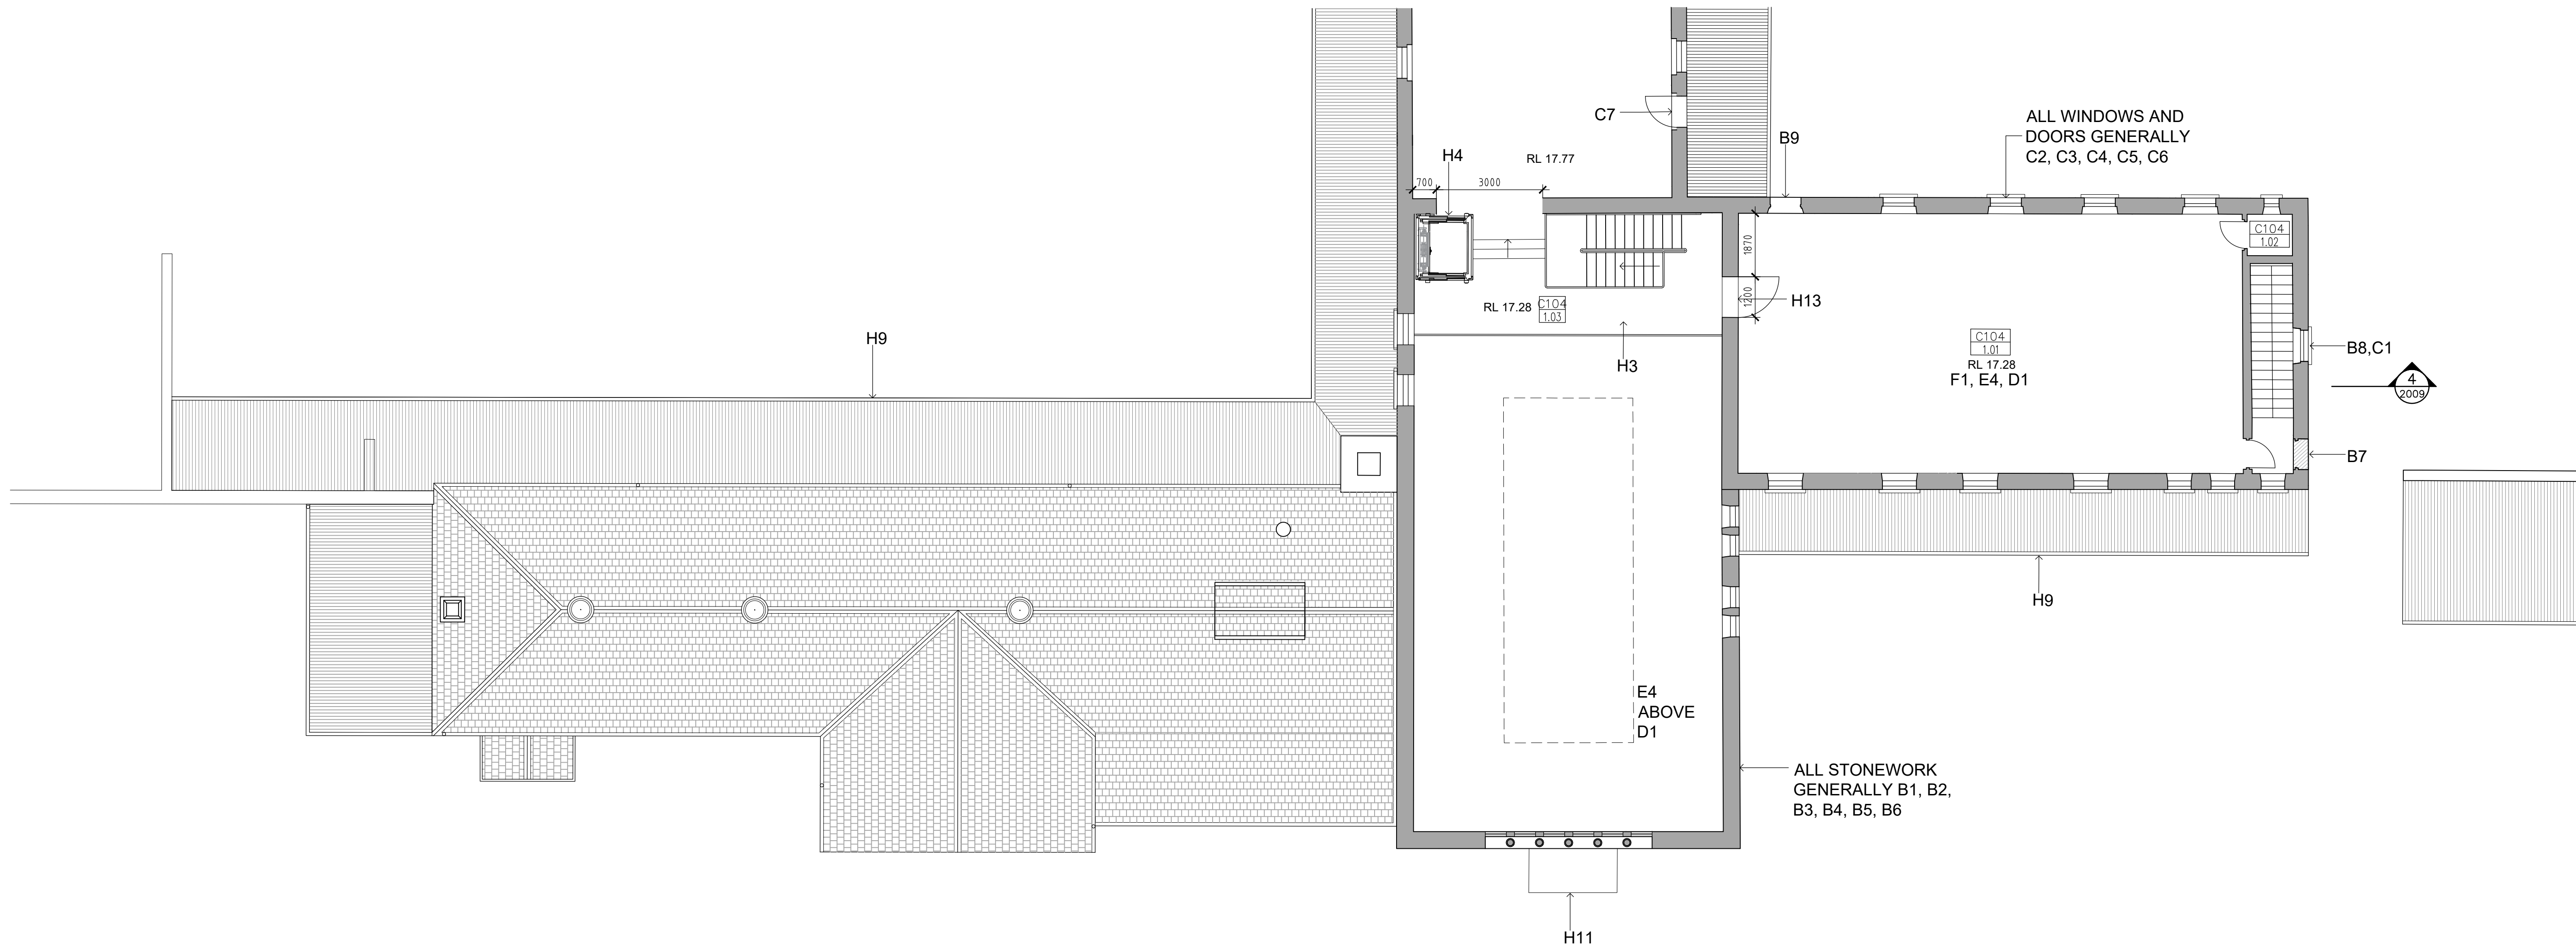 ALL WINDOWS AND
DOORS GENERALLY
C2, C3, C4, C5, C6
C7
B9
H4
RL 17.77
700
3000
1870
1200
C104
1.02
RL 17.28
C104
1.03
H13
H9
H3
C104
1.01
RL 17.28
F1, E4, D1
B8,C1
4
2009
B7
H9
E4
ABOVE
D1
ALL STONEWORK
GENERALLY B1, B2,
B3, B4, B5, B6
H11